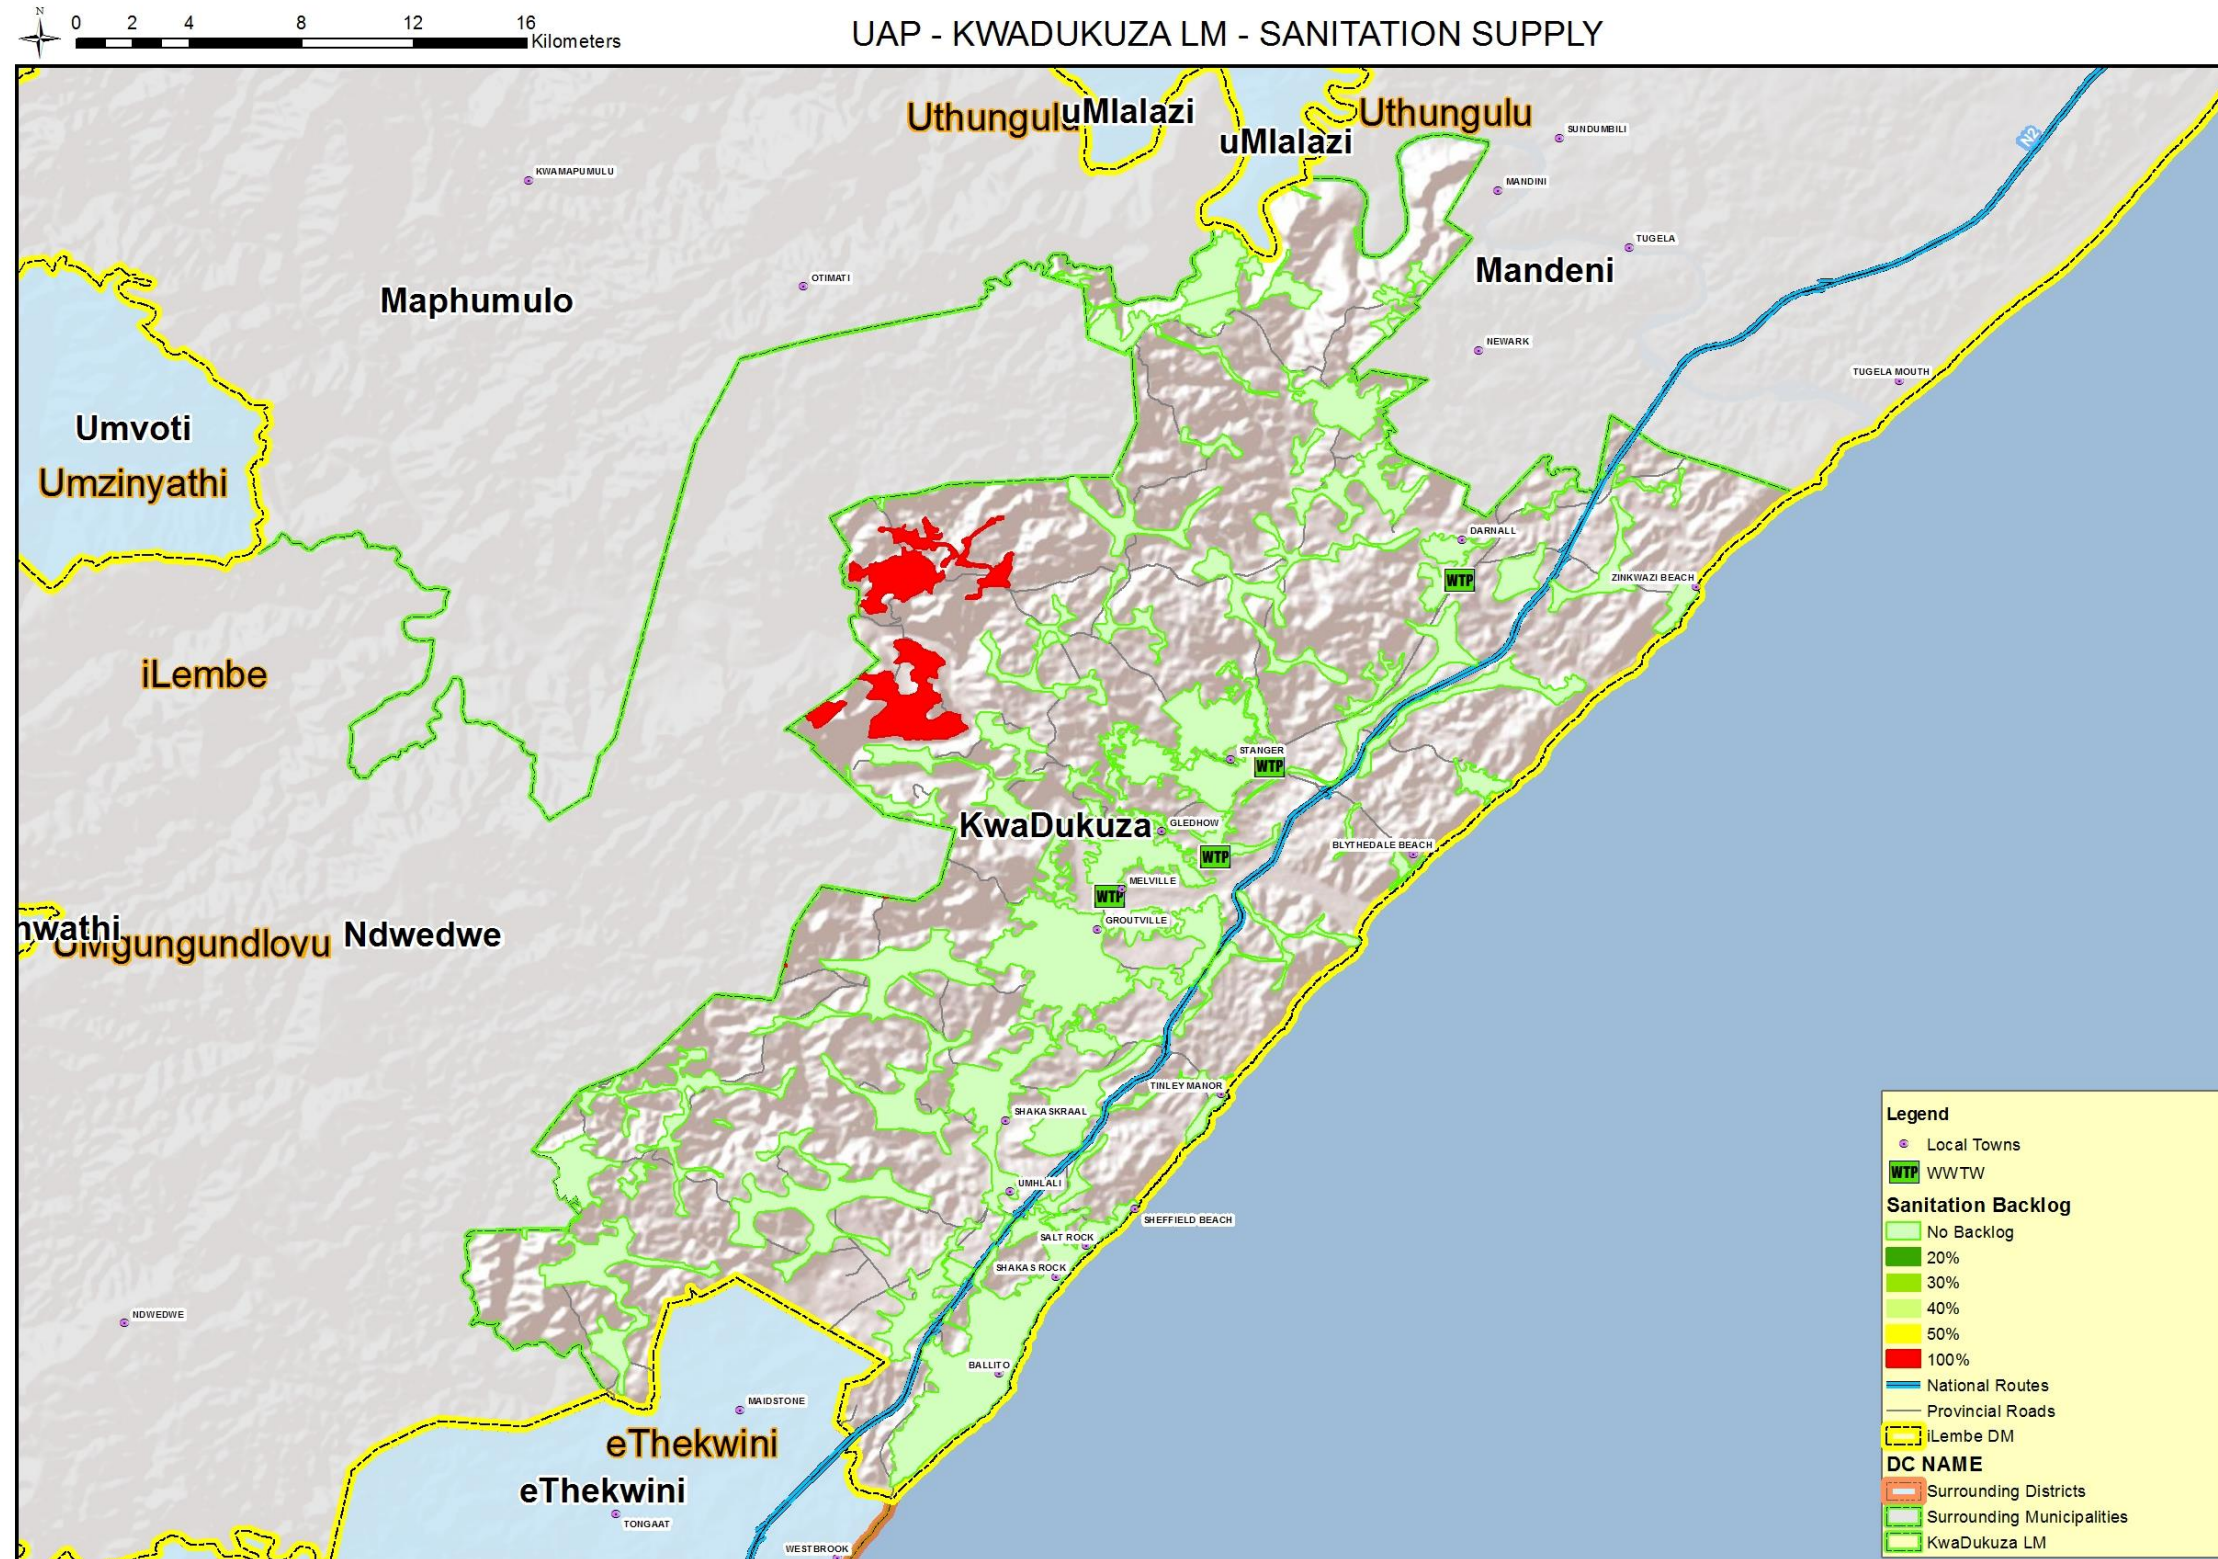 N
0 2 4 8 12 16
Kilometers
UAP - KWADUKUZA LM - SANITATION SUPPLY
Uthungulu
uMlalazi
uMlalazi
Uthungulu
SUNDUMBILI
N2
KWAMAPUMULU
MANDINI
TUGELA
Mandeni
OTIMATI
Maphumulo
NEWARK
TUGELA MOUTH
Umvoti
Umzinyathi
DARNALL
WTP
ZINKWAZI BEACH
iLembe
STANGER
WTP
KwaDukuza
GLEDHOW
BLYTHEDALE BEACH
WTP
MELVILLE
WTP
GROUTVILLE
nwathi
UMgungundlovu
Ndwedwe
TINLEY MANOR
SHAKASKRAAL
UMHLALI
SHEFFIELD BEACH
SALT ROCK
SHAKAS ROCK
NDWEDWE
BALLITO
MAIDSTONE
eThekwini
eThekwini
TONGAAT
WESTBROOK
Legend
Local Towns
WTP WWTW
Sanitation Backlog
No Backlog
20%
30%
40%
50%
100%
National Routes
Provincial Roads
iLembe DM
DC NAME
Surrounding Districts
Surrounding Municipalities
KwaDukuza LM